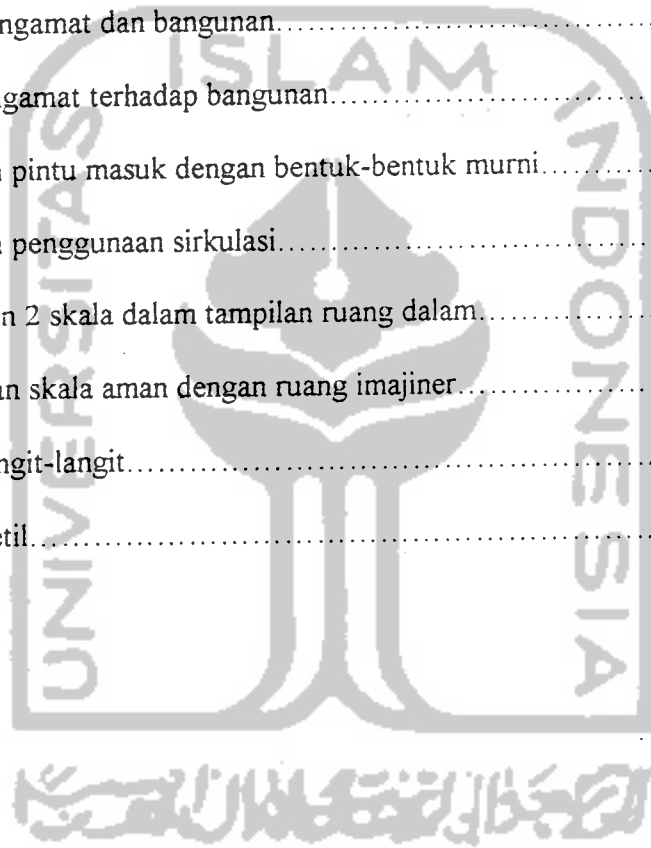 ngamat dan bangunan
gamat terhadap bangunan
pintu masuk dengan bentuk-bentuk murni
penggunaan sirkulasi
n 2 skala dalam tampilan ruang dalam
an skala aman dengan ruang imajiner
ngit-langit
etil
ISLAM
UNIVERSITAS
INDONESIA